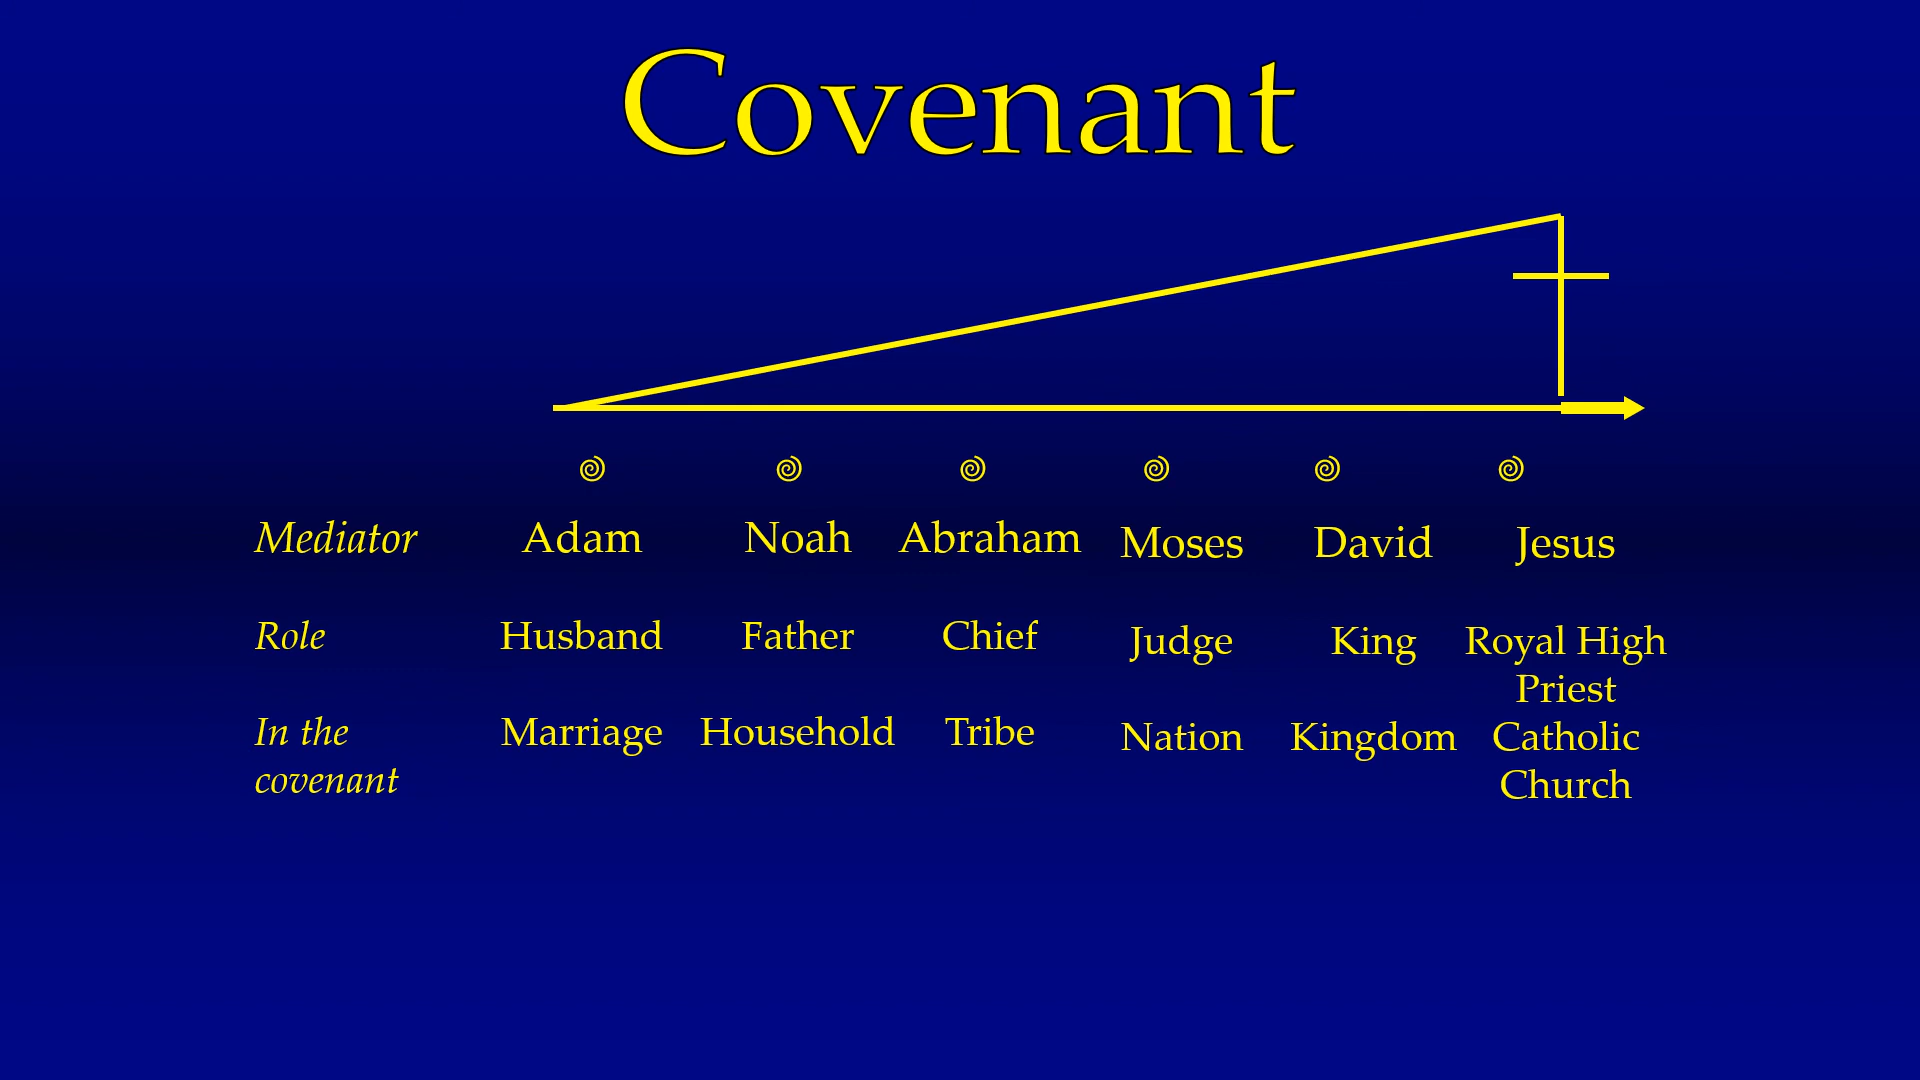 Covenant
Mediator Adam Noah Abraham Moses David Jesus
Role Husband Father Chief Judge King Royal High
Priest
In the Marriage Household Tribe Nation Kingdom Catholic
covenant Church